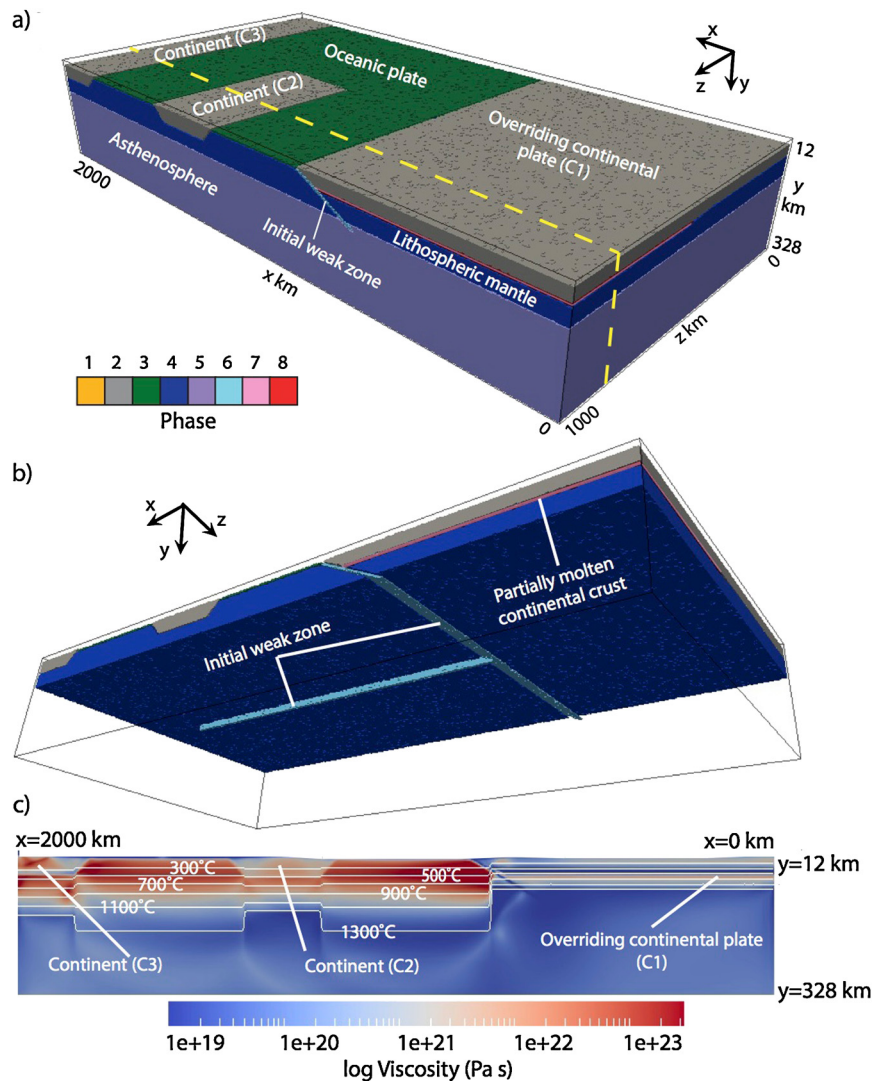 a)
Continent (C3)
Oceanic plate
Continent (C2)
Overriding continental
plate (C1)
x
z
y
12
y
km
328
0
Asthenosphere
2000
Initial weak zone
Lithospheric mantle
x km
z km
1000
0
1 2 3 4 5 6 7 8
Phase
b)
x
z
y
Partially molten
continental crust
Initial weak zone
c)
x=2000 km
x=0 km
y=12 km
300°C
500°C
700°C
900°C
1100°C
1300°C
Continent (C3)
Continent (C2)
Overriding continental plate
(C1)
y=328 km
1e+19 1e+20 1e+21 1e+22 1e+23
log Viscosity (Pa s)